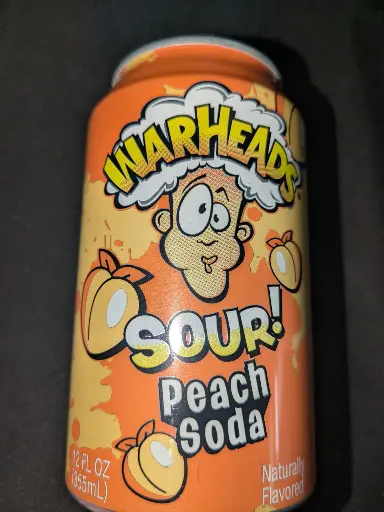 WARHEADS
SOUR!
Peach
Soda
12 FL OZ
(355mL)
Naturally
Flavored